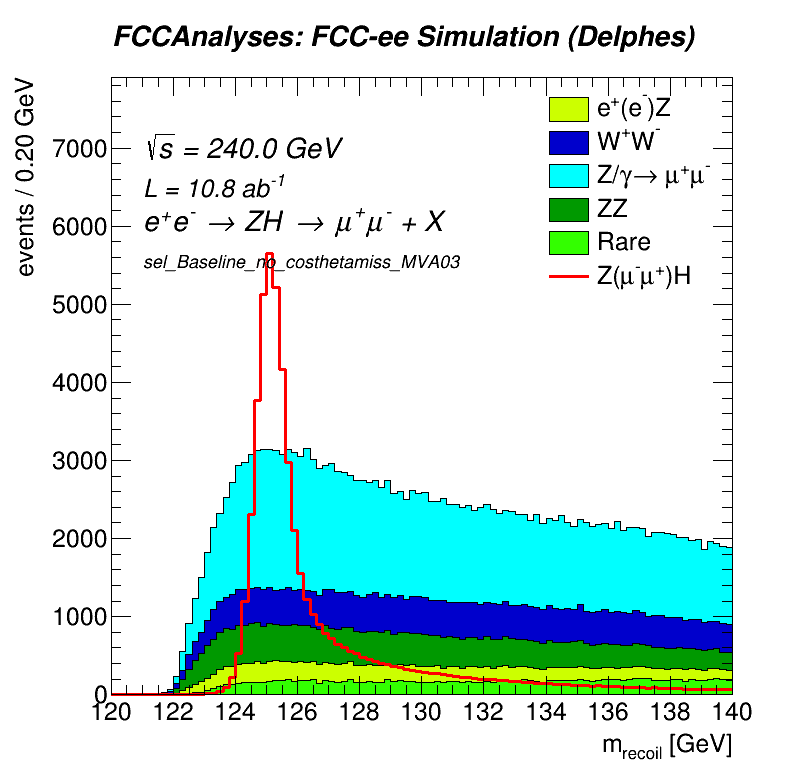 FCCAnalyses: FCC-ee Simulation (Delphes)
events / 0.20 GeV
√s = 240.0 GeV
L = 10.8 ab⁻¹
e⁺e⁻ → ZH → μ⁺μ⁻ + X
sel_Baseline_no_costhetamiss_MVA03
e⁺(e⁻)Z
W⁺W⁻
Z/γ→ μ⁺μ⁻
ZZ
Rare
Z(μ⁻μ⁺)H
7000
6000
5000
4000
3000
2000
1000
0
120 122 124 126 128 130 132 134 136 138 140
m_recoil [GeV]